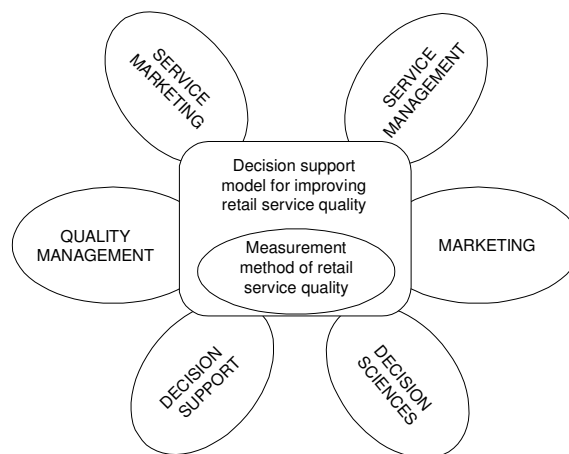 SERVICE
MARKETING
SERVICE
MANAGEMENT
Decision support
model for improving
retail service quality
QUALITY
MANAGEMENT
Measurement
method of retail
service quality
MARKETING
DECISION
SUPPORT
DECISION
SCIENCES